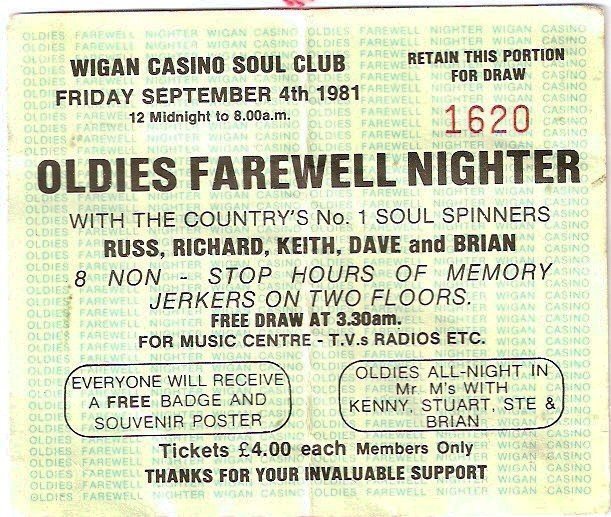 WIGAN CASINO SOUL CLUB
FRIDAY SEPTEMBER 4th 1981
12 Midnight to 8.00a.m.
RETAIN THIS PORTION
FOR DRAW
1620
OLDIES FAREWELL NIGHTER
WITH THE COUNTRY'S No. 1 SOUL SPINNERS
RUSS, RICHARD, KEITH, DAVE and BRIAN
8 NON - STOP HOURS OF MEMORY
JERKERS ON TWO FLOORS.
FREE DRAW AT 3.30am.
FOR MUSIC CENTRE - T.V.s RADIOS ETC.
EVERYONE WILL RECEIVE
A FREE BADGE AND
SOUVENIR POSTER
OLDIES ALL-NIGHT IN
Mr. M's WITH
KENNY, STUART, STE &
BRIAN
Tickets £4.00 each Members Only
THANKS FOR YOUR INVALUABLE SUPPORT